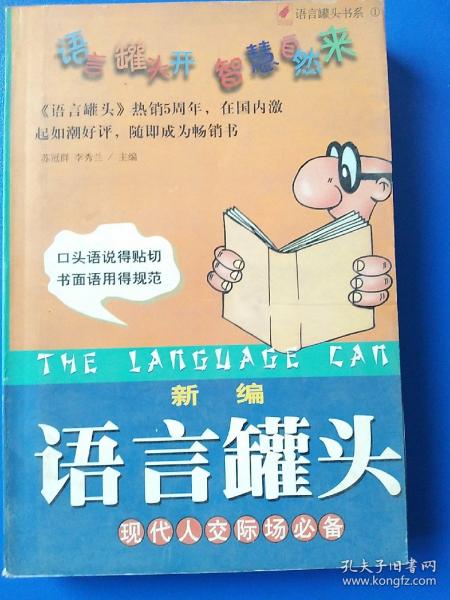 语言罐头书系 ①
语言罐头开 智慧自然来
《语言罐头》热销5周年，在国内激
起如潮好评，随即成为畅销书
苏冠群 李秀兰 / 主编
口头语说得贴切
书面语用得规范
THE LANGUAGE CAN
新编
语言罐头
现代人交际场必备
孔夫子旧书网
www.kongfz.com